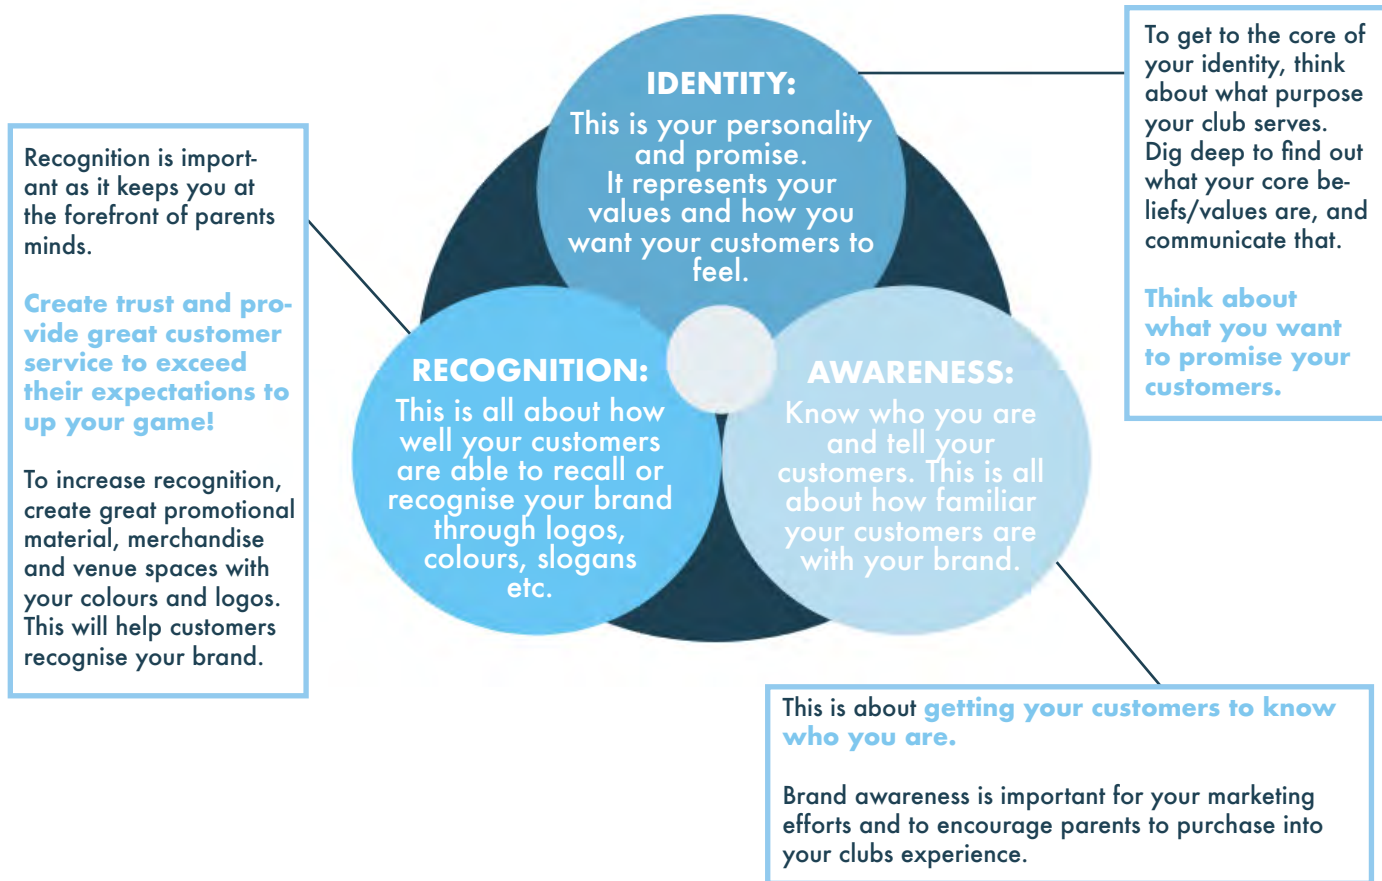 IDENTITY:
This is your personality
and promise.
It represents your
values and how you
want your customers to
feel.
To get to the core of
your identity, think
about what purpose
your club serves.
Dig deep to find out
what your core be-
liefs/values are, and
communicate that.
Think about
what you want
to promise your
customers.
Recognition is import-
ant as it keeps you at
the forefront of parents
minds.
Create trust and pro-
vide great customer
service to exceed
their expectations to
up your game!
To increase recognition,
create great promotional
material, merchandise
and venue spaces with
your colours and logos.
This will help customers
recognise your brand.
RECOGNITION:
This is all about how
well your customers
are able to recall or
recognise your brand
through logos,
colours, slogans
etc.
AWARENESS:
Know who you are
and tell your
customers. This is all
about how familiar
your customers are
with your brand.
This is about getting your customers to know
who you are.
Brand awareness is important for your marketing
efforts and to encourage parents to purchase into
your clubs experience.